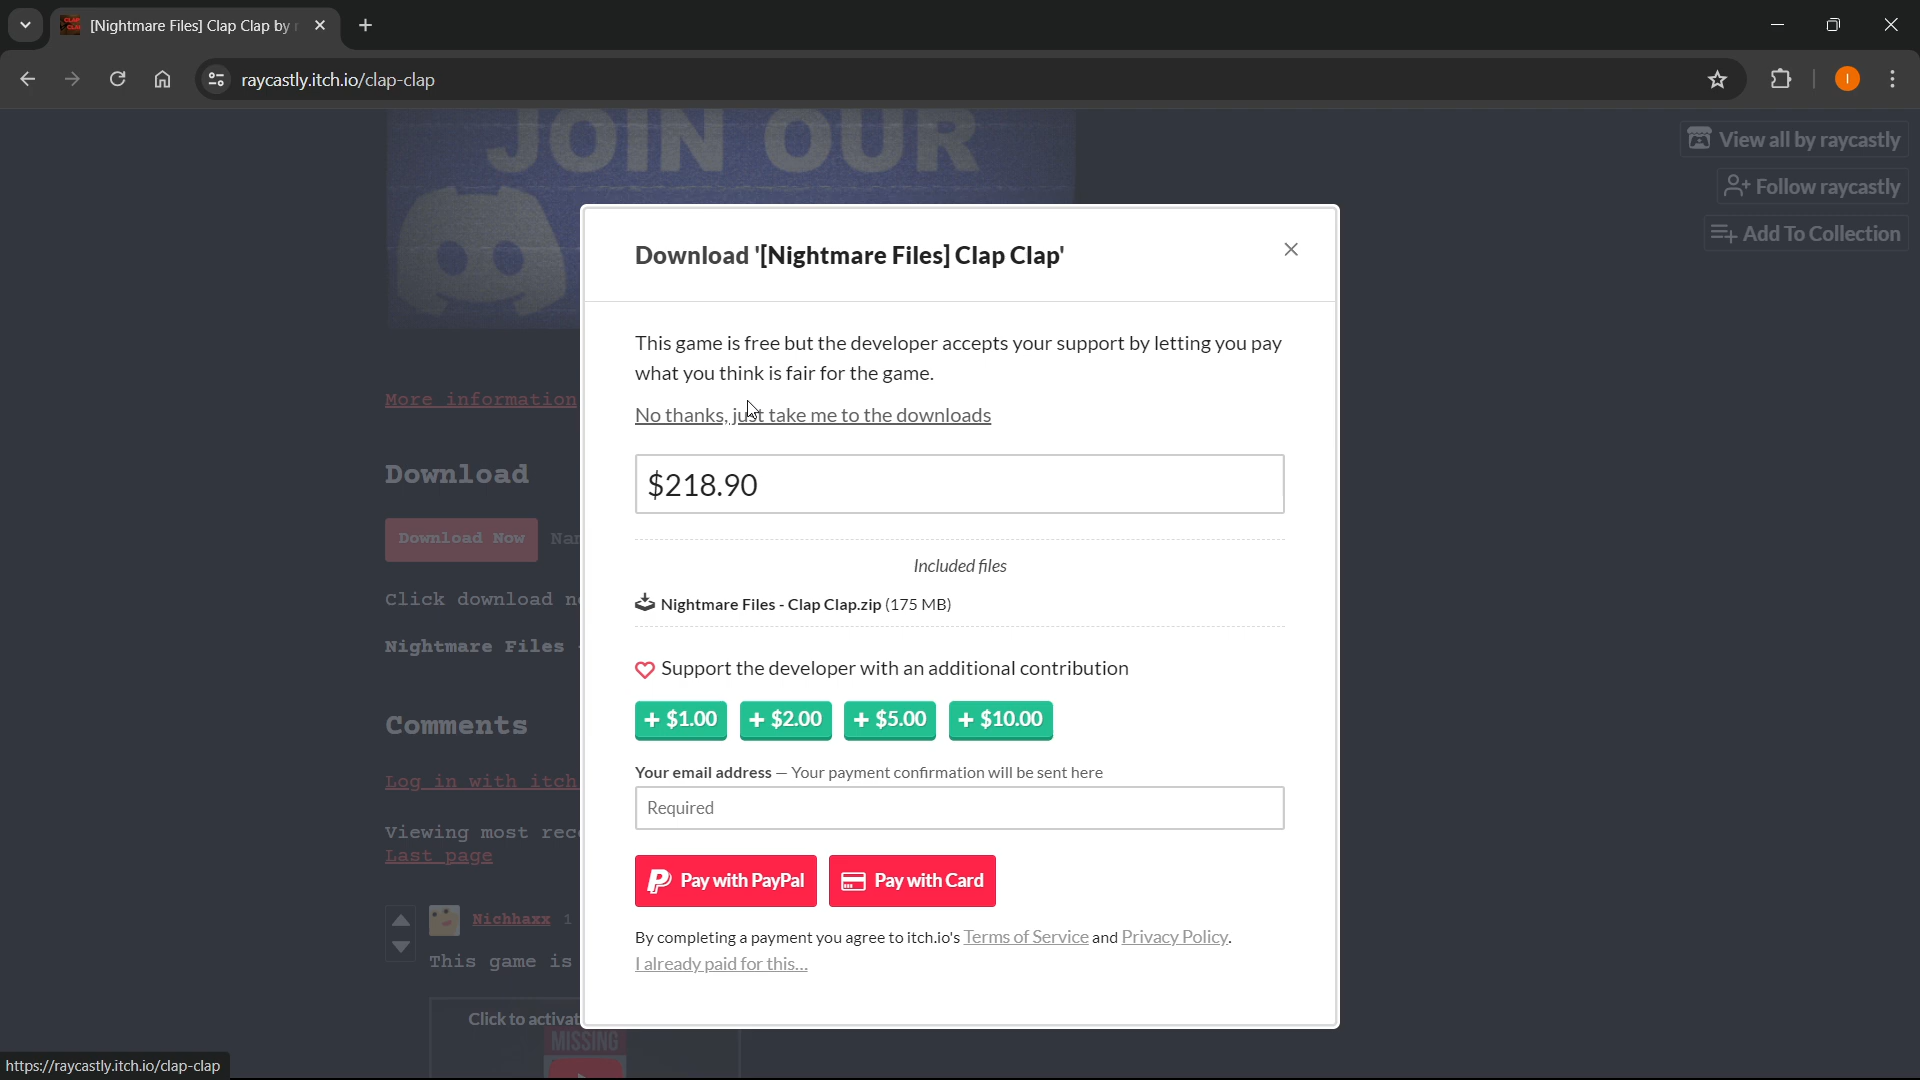 [Nightmare Files] Clap Clap by
raycastly.itch.io/clap-clap
JOIN OUR
View all by raycastly
Follow raycastly
Add To Collection
More information
Download
Download Now
Click download
Nightmare Files
Comments
Log in with itch
Viewing most
Last page
Nichhaxx 1
This game is
Click to
MISSING
Download '[Nightmare Files] Clap Clap'
This game is free but the developer accepts your support by letting you pay
what you think is fair for the game.
No thanks, just take me to the downloads
$218.90
Included files
Nightmare Files - Clap Clap.zip (175 MB)
Support the developer with an additional contribution
+ $1.00 + $2.00 + $5.00 + $10.00
Your email address — Your payment confirmation will be sent here
Required
Pay with PayPal Pay with Card
By completing a payment you agree to itch.io's Terms of Service and Privacy Policy.
I already paid for this...
https://raycastly.itch.io/clap-clap